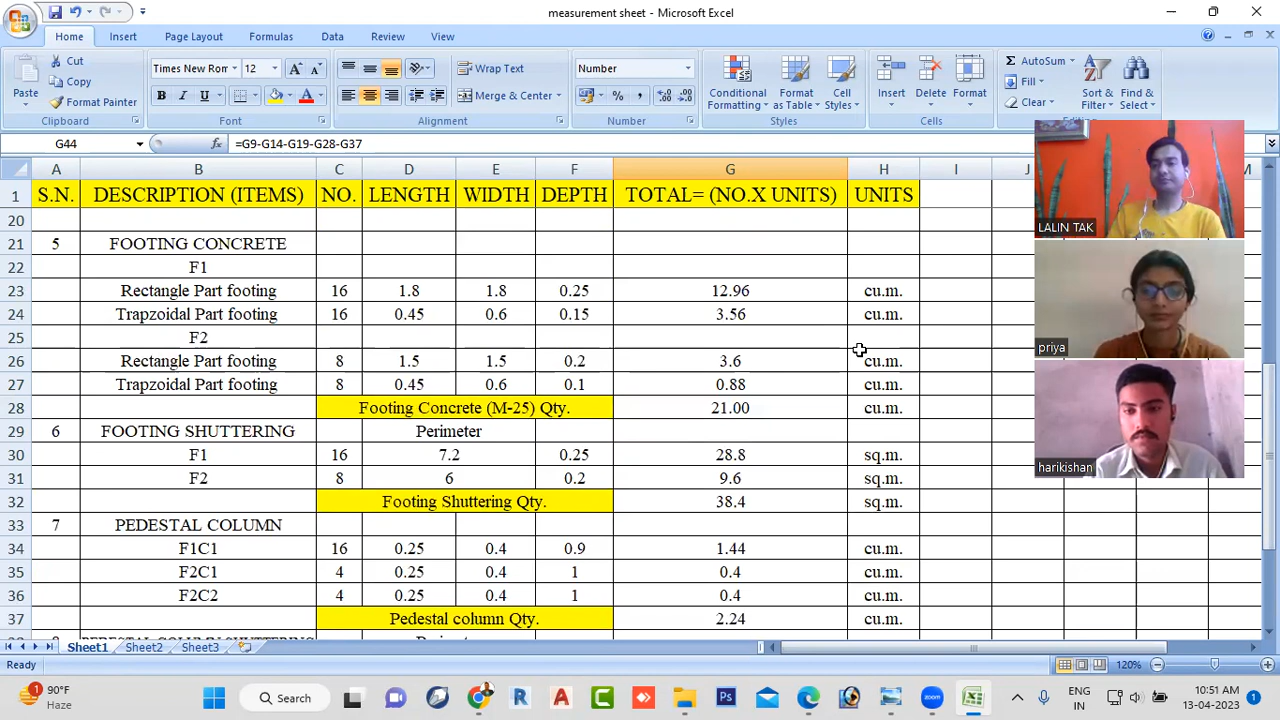 measurement sheet - Microsoft Excel
Home Insert Page Layout Formulas Data Review View
Paste Cut Copy Format Painter Clipboard
Times New Rom 12 B I U A Font
Wrap Text Merge & Center Alignment
Number % , Number
Conditional Formatting Format as Table Cell Styles Styles
Insert Delete Format Cells
AutoSum Fill Clear Sort & Filter Find & Select
G44 fx =G9-G14-G19-G28-G37
A B C D E F G H I J M
1 S.N. DESCRIPTION (ITEMS) NO. LENGTH WIDTH DEPTH TOTAL= (NO.X UNITS) UNITS
20
21 5 FOOTING CONCRETE
22 F1
23 Rectangle Part footing 16 1.8 1.8 0.25 12.96 cu.m.
24 Trapzoidal Part footing 16 0.45 0.6 0.15 3.56 cu.m.
25 F2
26 Rectangle Part footing 8 1.5 1.5 0.2 3.6 cu.m.
27 Trapzoidal Part footing 8 0.45 0.6 0.1 0.88 cu.m.
28 Footing Concrete (M-25) Qty. 21.00 cu.m.
29 6 FOOTING SHUTTERING Perimeter
30 F1 16 7.2 0.25 28.8 sq.m.
31 F2 8 6 0.2 9.6 sq.m.
32 Footing Shuttering Qty. 38.4 sq.m.
33 7 PEDESTAL COLUMN
34 F1C1 16 0.25 0.4 0.9 1.44 cu.m.
35 F2C1 4 0.25 0.4 1 0.4 cu.m.
36 F2C2 4 0.25 0.4 1 0.4 cu.m.
37 Pedestal column Qty. 2.24 cu.m.
LALIN TAK
priya
harikishan
Sheet1 Sheet2 Sheet3
Ready 120%
90°F
Haze
Search
ENG
IN
10:51 AM
13-04-2023